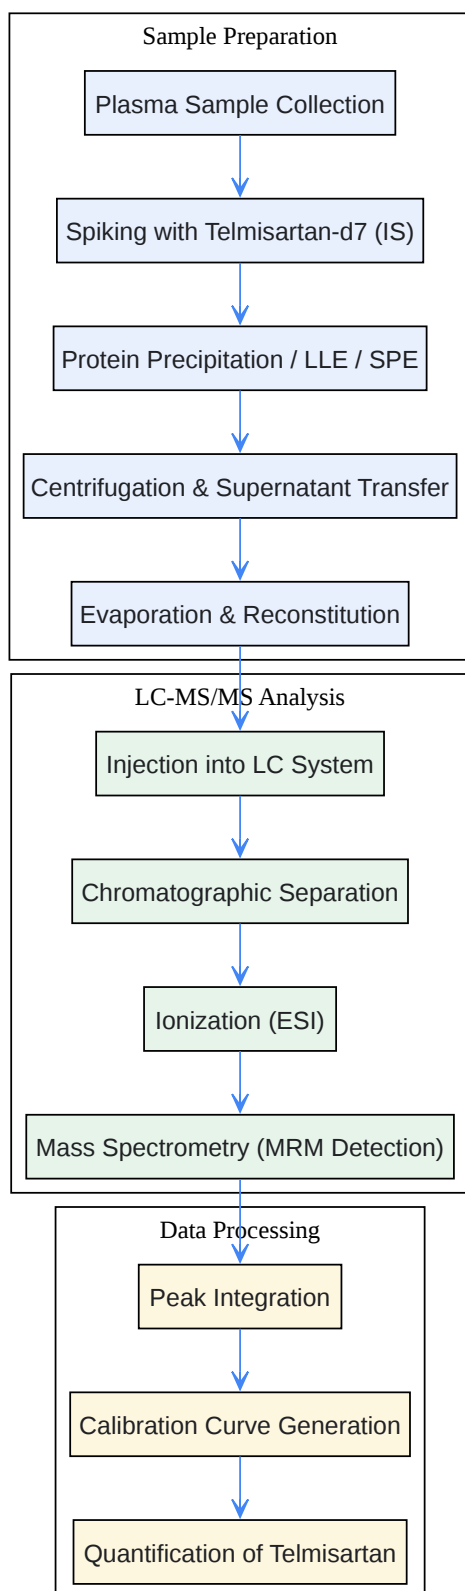 Sample Preparation
Plasma Sample Collection
Spiking with Telmisartan-d7 (IS)
Protein Precipitation / LLE / SPE
Centrifugation & Supernatant Transfer
Evaporation & Reconstitution
LC-MS/MS Analysis
Injection into LC System
Chromatographic Separation
Ionization (ESI)
Mass Spectrometry (MRM Detection)
Data Processing
Peak Integration
Calibration Curve Generation
Quantification of Telmisartan